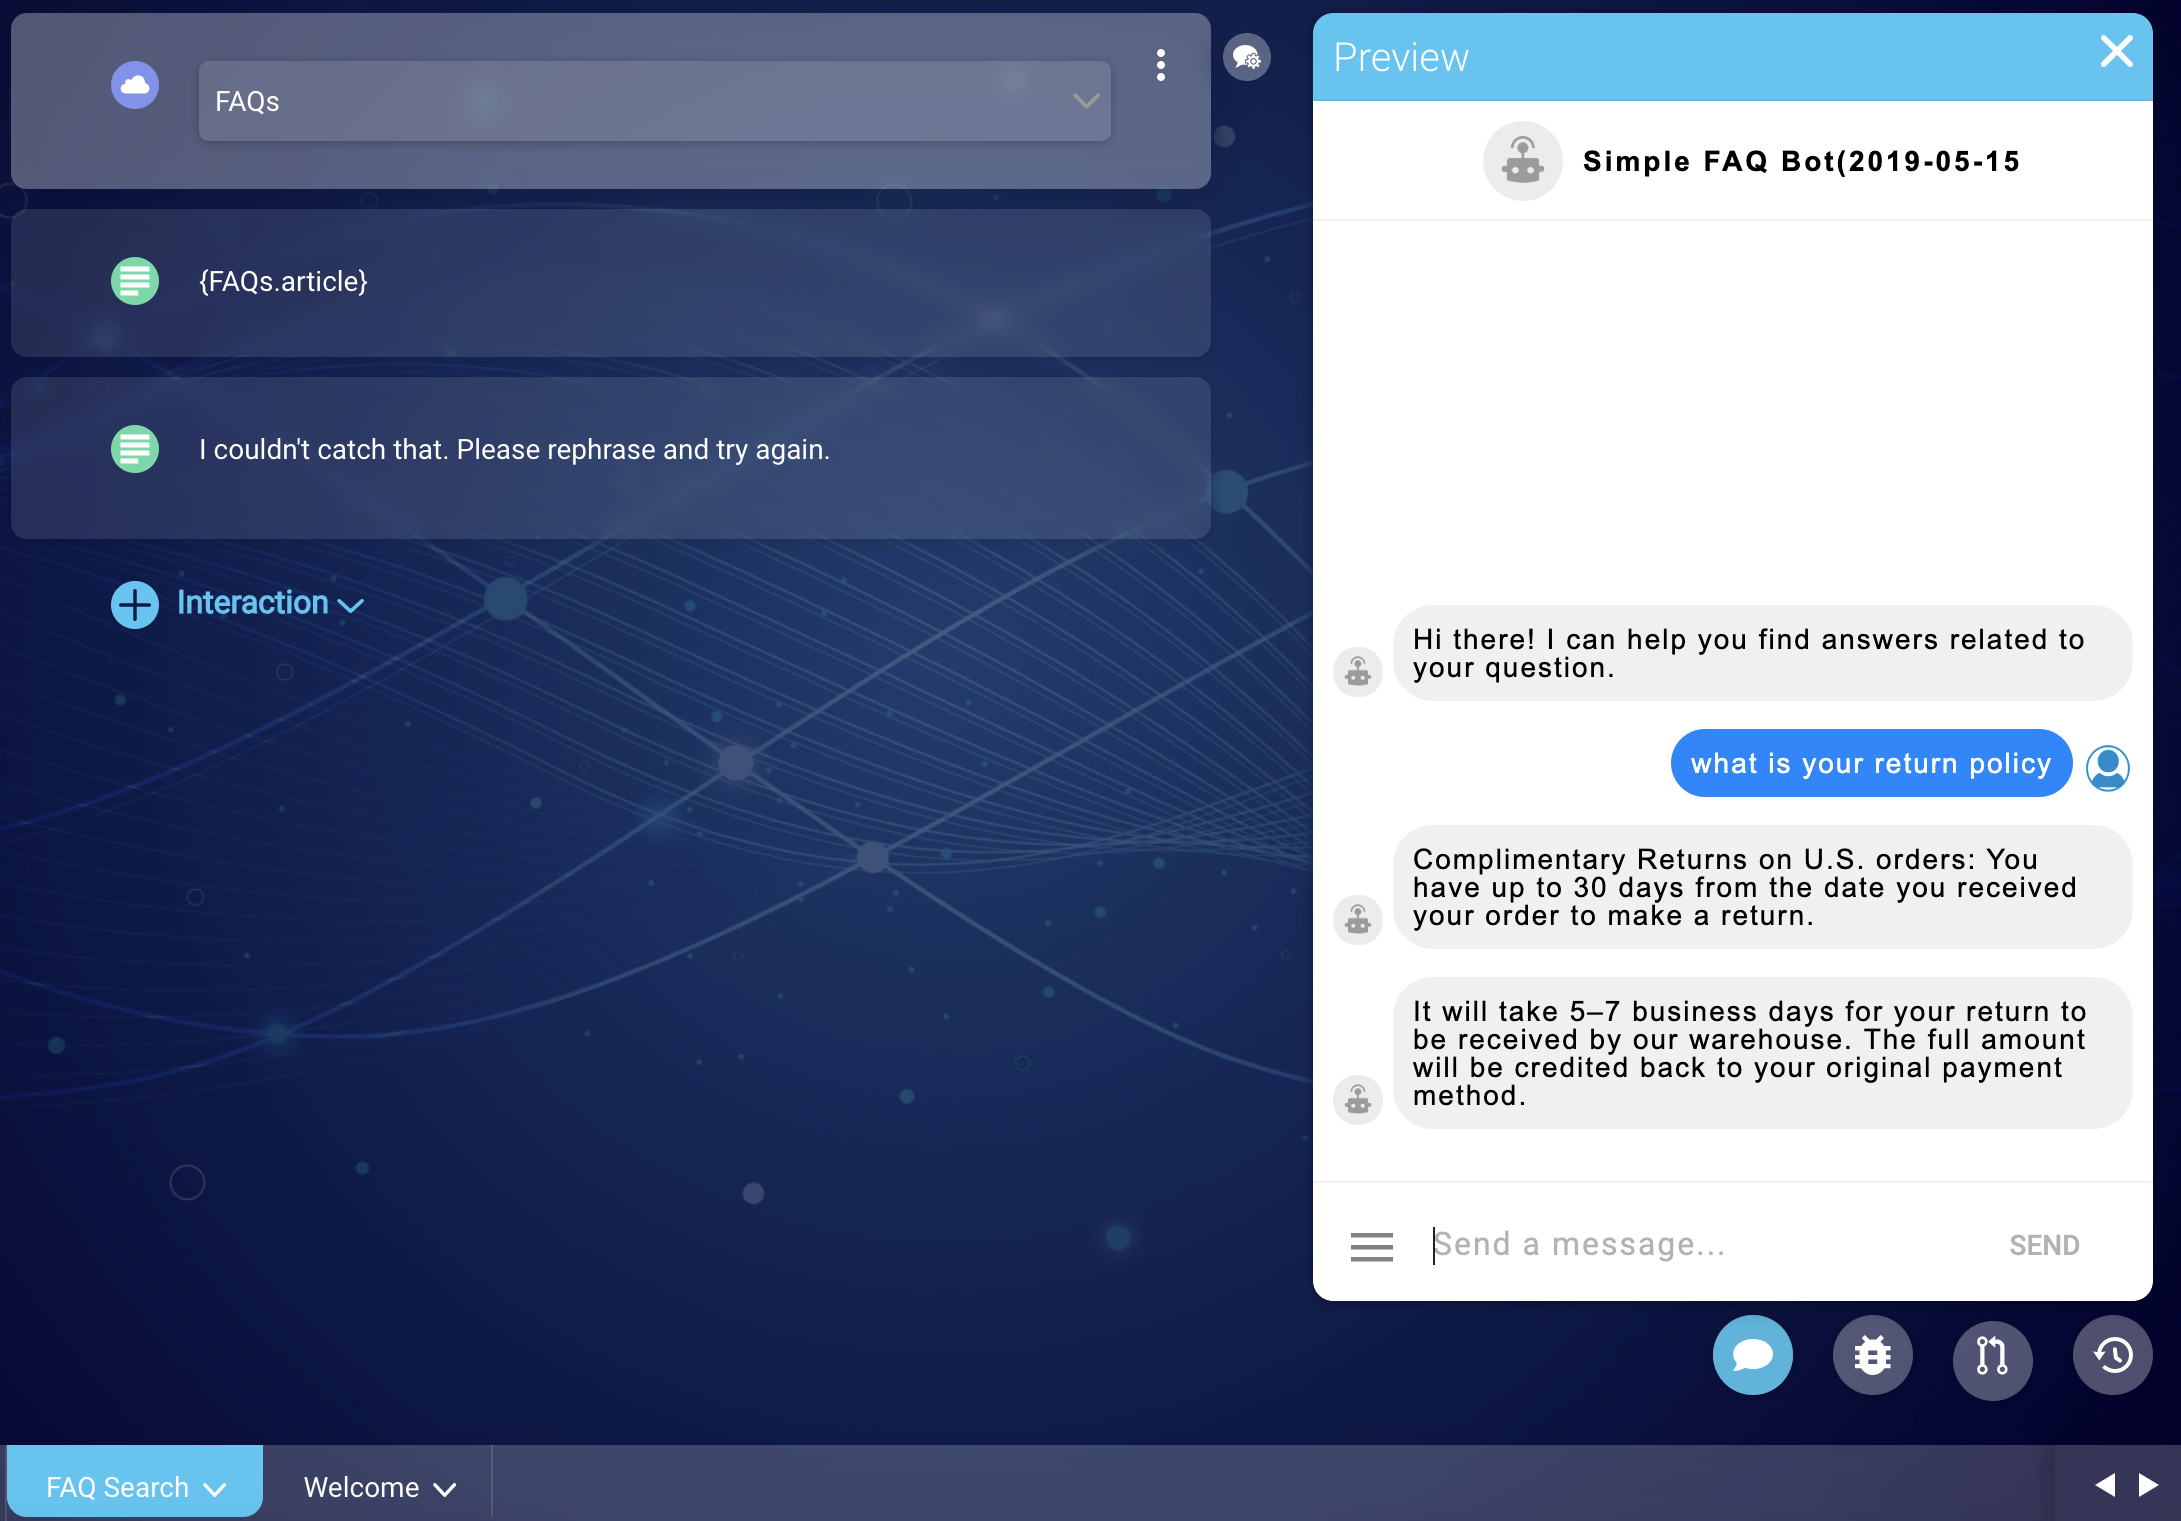 FAQs
{FAQs.article}
I couldn't catch that. Please rephrase and try again.
Interaction
Preview
Simple FAQ Bot(2019-05-15
Hi there! I can help you find answers related to
your question.
what is your return policy
Complimentary Returns on U.S. orders: You
have up to 30 days from the date you received
your order to make a return.
It will take 5–7 business days for your return to
be received by our warehouse. The full amount
will be credited back to your original payment
method.
Send a message...
SEND
FAQ Search
Welcome